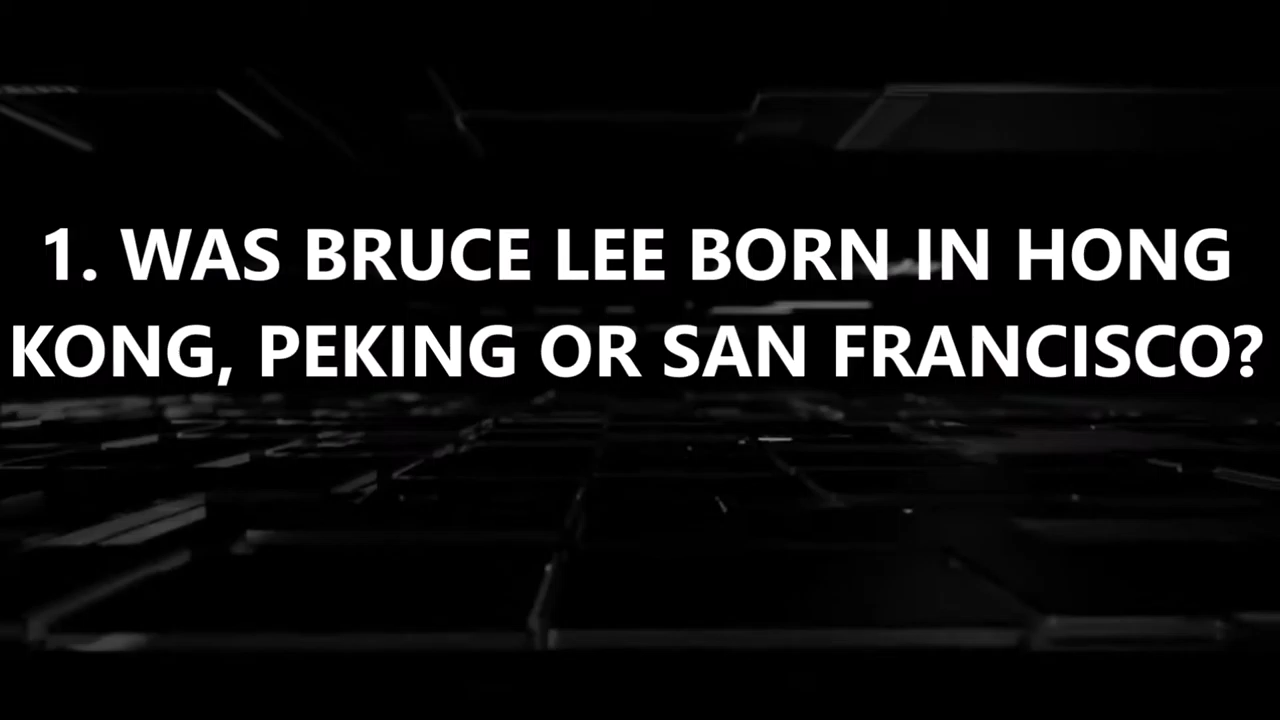 1. WAS BRUCE LEE BORN IN HONG
KONG, PEKING OR SAN FRANCISCO?